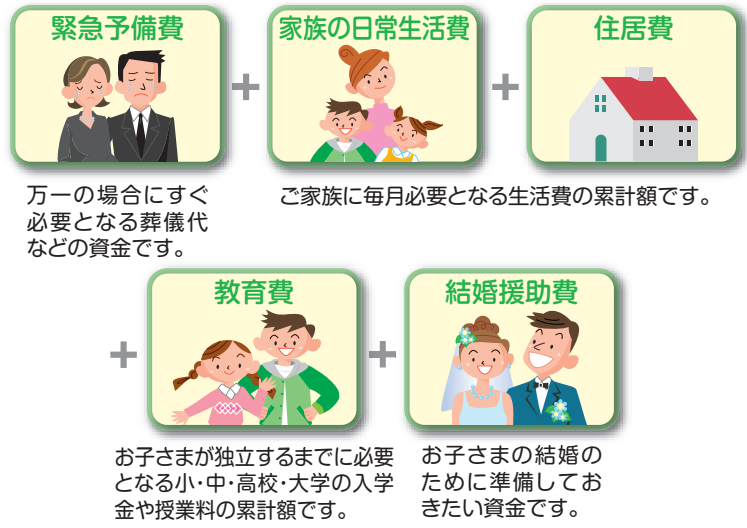 緊急予備費
+
家族の日常生活費
+
住居費
万一の場合にすぐ
必要となる葬儀代
などの資金です。
ご家族に毎月必要となる生活費の累計額です。
+
教育費
+
結婚援助費
お子さまが独立するまでに必要
となる小・中・高校・大学の入学
金や授業料の累計額です。
お子さまの結婚の
ために準備してお
きたい資金です。